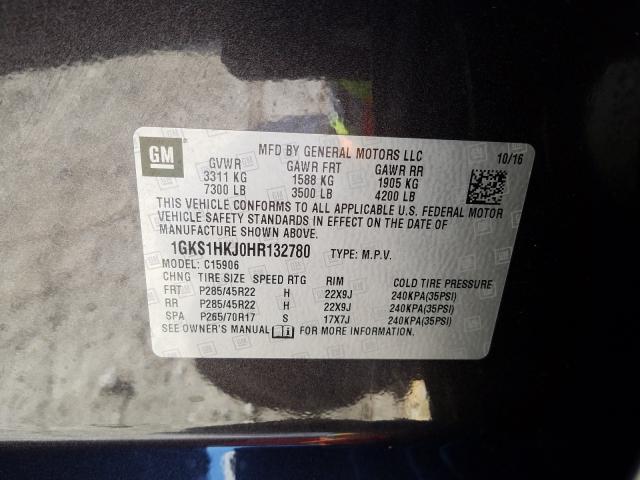 GM
MFD BY GENERAL MOTORS LLC 10/16
GVWR GAWR FRT GAWR RR
3311 KG 1588 KG 1905 KG
7300 LB 3500 LB 4200 LB
THIS VEHICLE CONFORMS TO ALL APPLICABLE U.S. FEDERAL MOTOR
VEHICLE SAFETY STANDARDS IN EFFECT ON THE DATE OF
MANUFACTURE SHOWN ABOVE.
1GKS1HKJ0HR132780 TYPE: M.P.V.
MODEL: C15906
CHNG TIRE SIZE SPEED RTG RIM COLD TIRE PRESSURE
FRT P285/45R22 H 22X9J 240KPA(35PSI)
RR P285/45R22 H 22X9J 240KPA(35PSI)
SPA P265/70R17 S 17X7J 240KPA(35PSI)
SEE OWNER'S MANUAL FOR MORE INFORMATION.